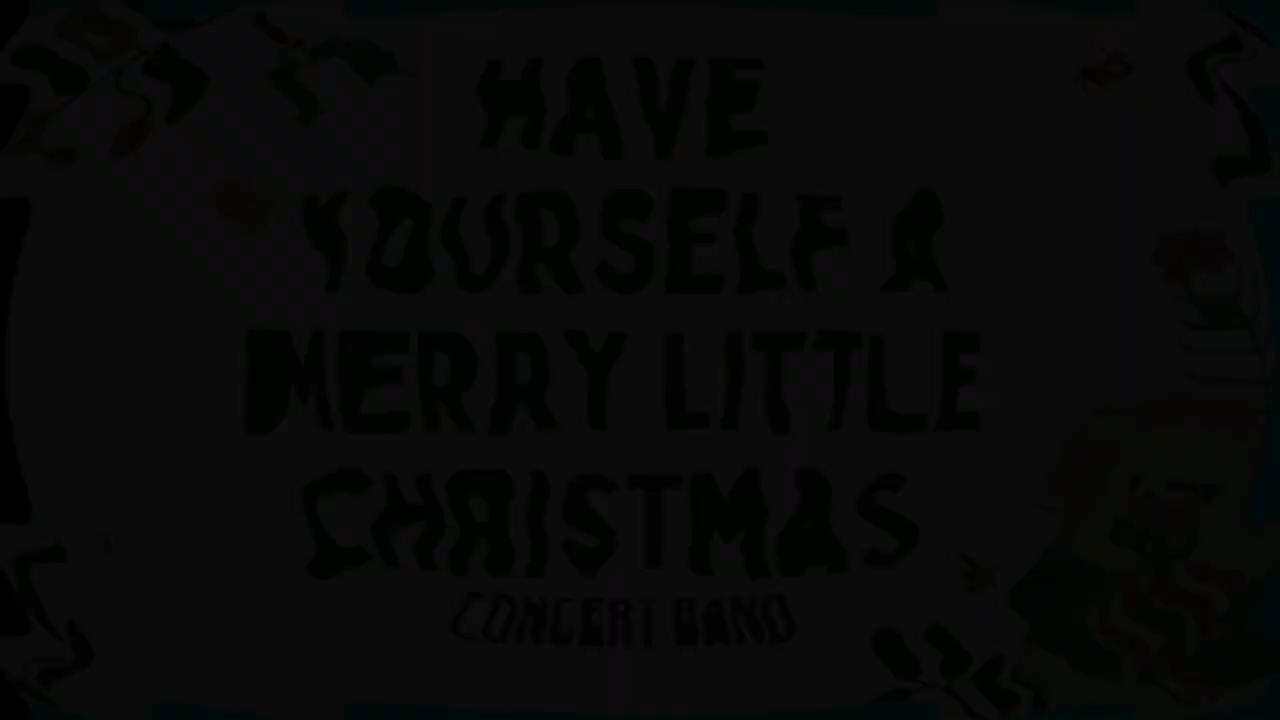 HAVE
YOURSELF A
MERRY LITTLE
CHRISTMAS
CONCERT BAND